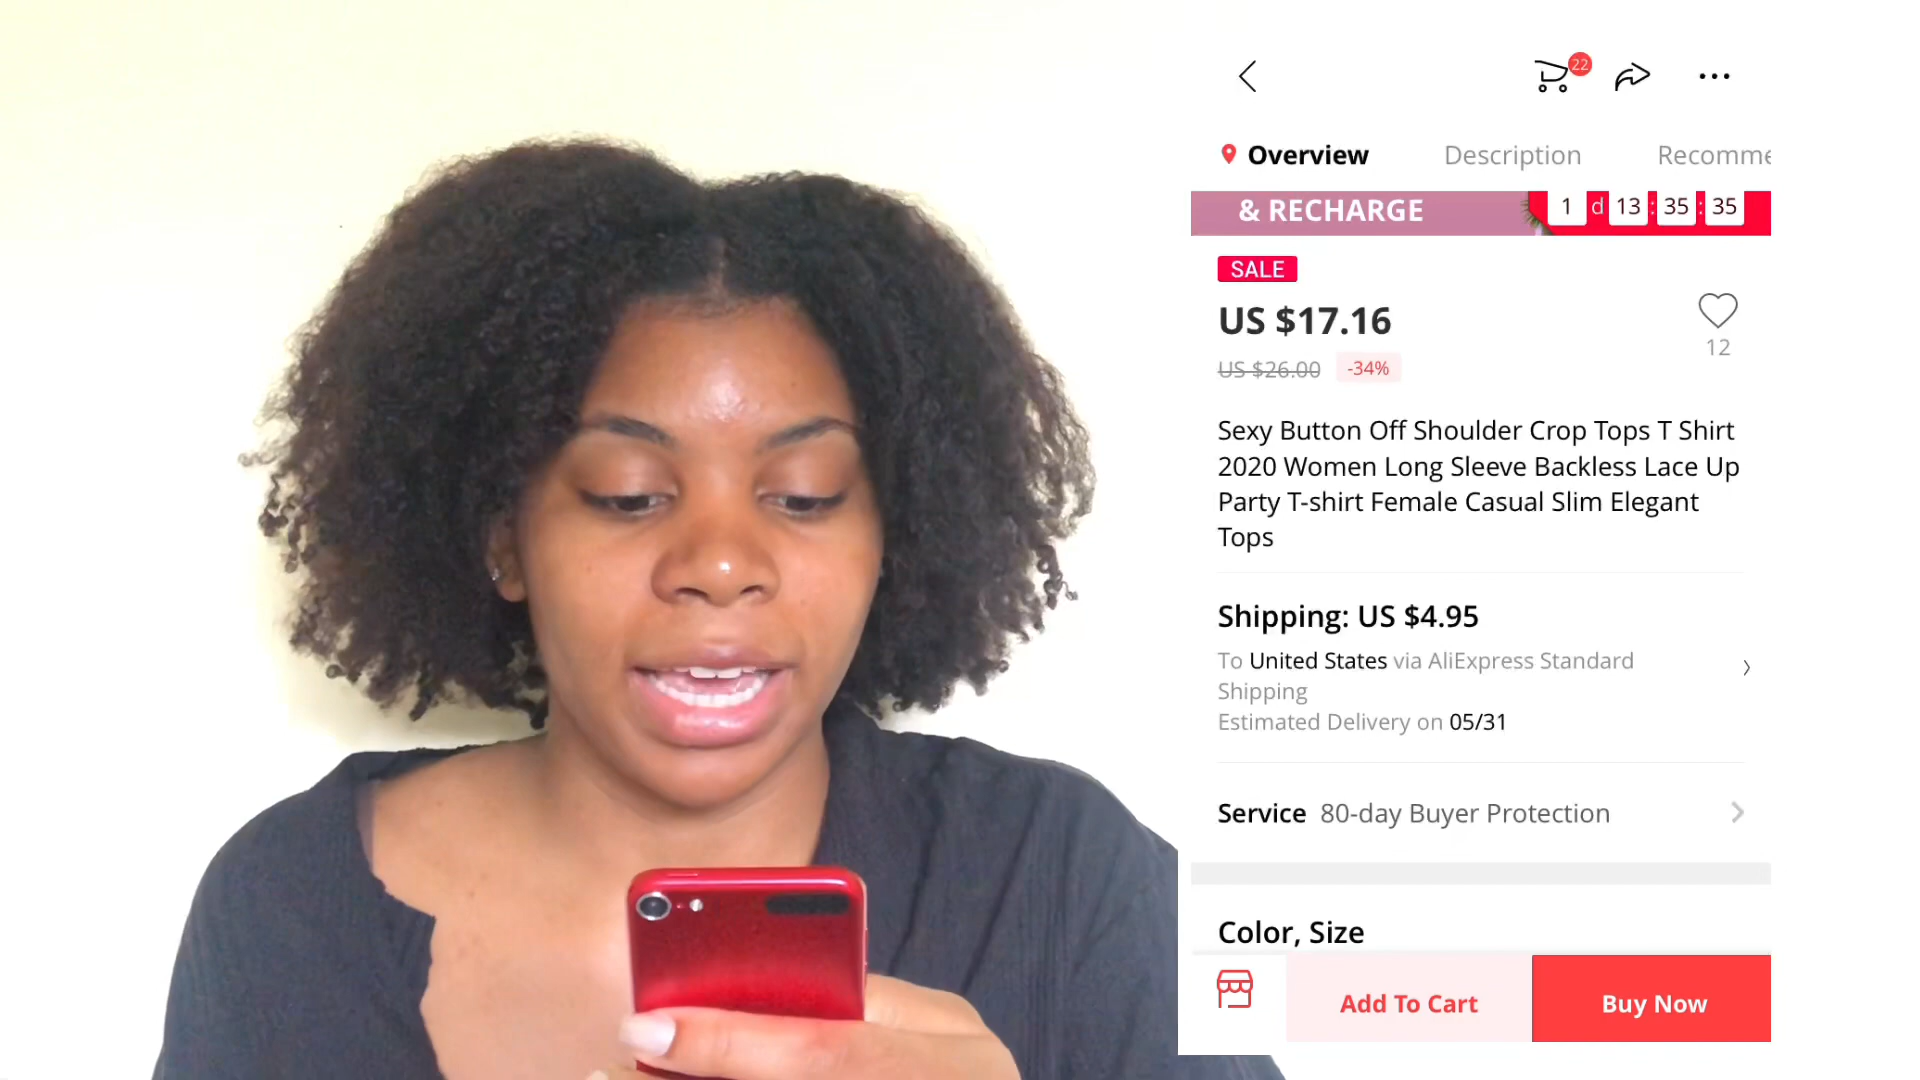 22
Overview Description Recomme
& RECHARGE 1 d 13 : 35 : 35
SALE
US $17.16
12
US $26.00 -34%
Sexy Button Off Shoulder Crop Tops T Shirt
2020 Women Long Sleeve Backless Lace Up
Party T-shirt Female Casual Slim Elegant
Tops
Shipping: US $4.95
To United States via AliExpress Standard
Shipping
Estimated Delivery on 05/31
Service 80-day Buyer Protection
Color, Size
Add To Cart Buy Now